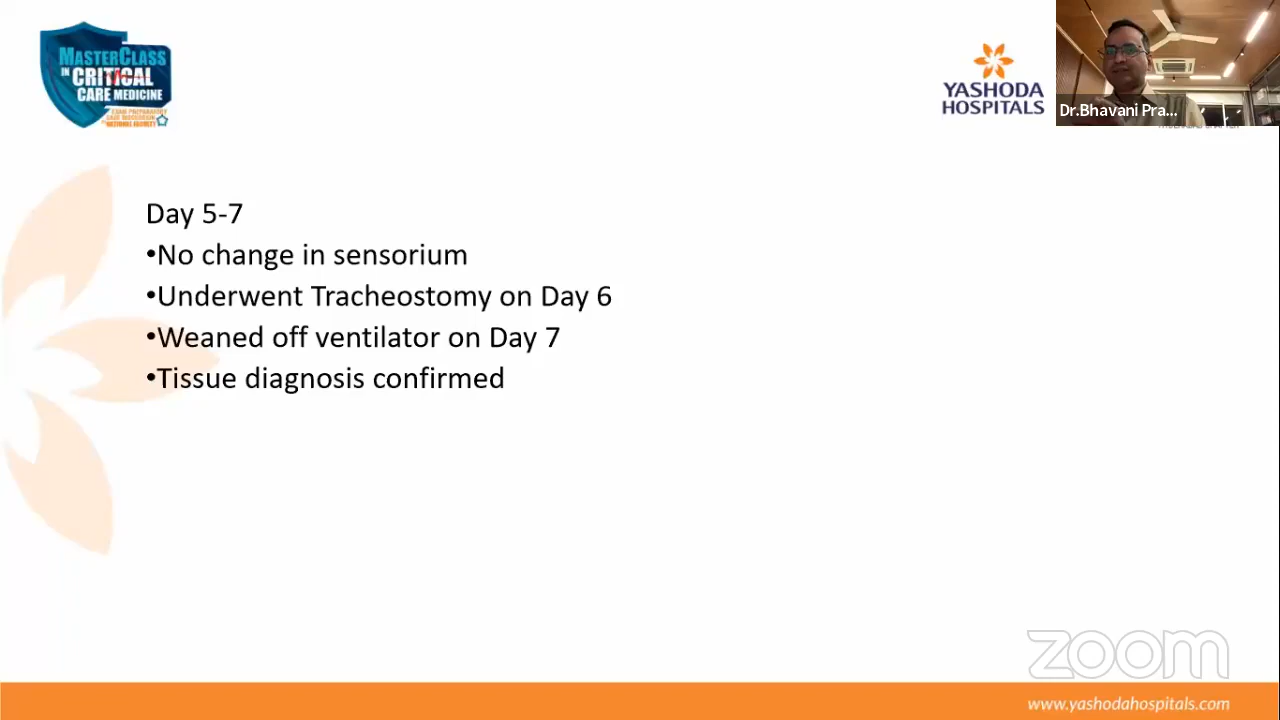 MASTERCLASS
IN CRITICAL
CARE MEDICINE
YASHODA
HOSPITALS
Dr.Bhavani Pra...
Day 5-7
•No change in sensorium
•Underwent Tracheostomy on Day 6
•Weaned off ventilator on Day 7
•Tissue diagnosis confirmed
zoom
www.yashodahospitals.com